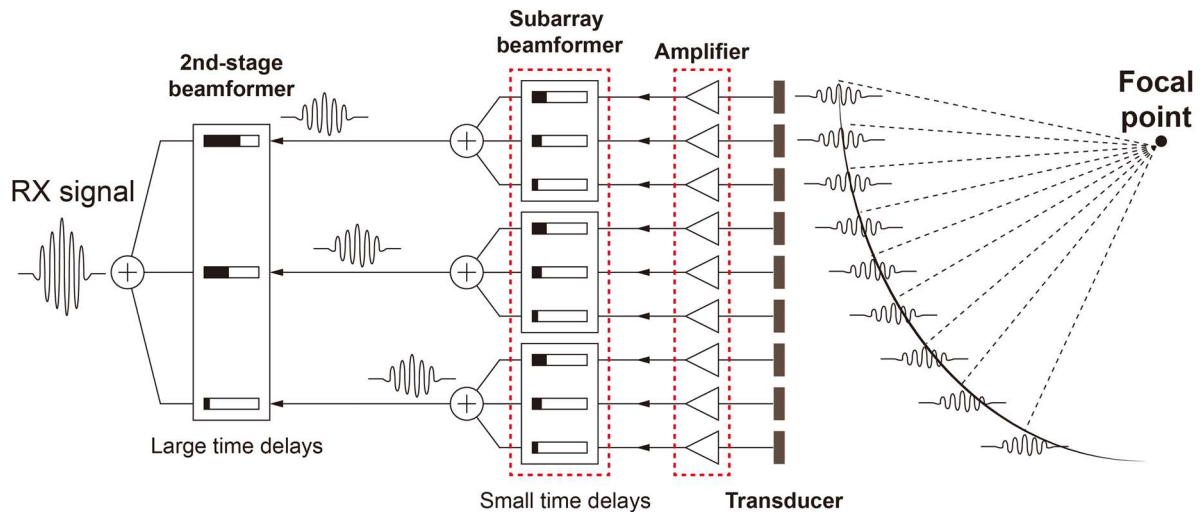 Subarray
beamformer
Amplifier
2nd-stage
beamformer
Focal
point
RX signal
Large time delays
Small time delays
Transducer